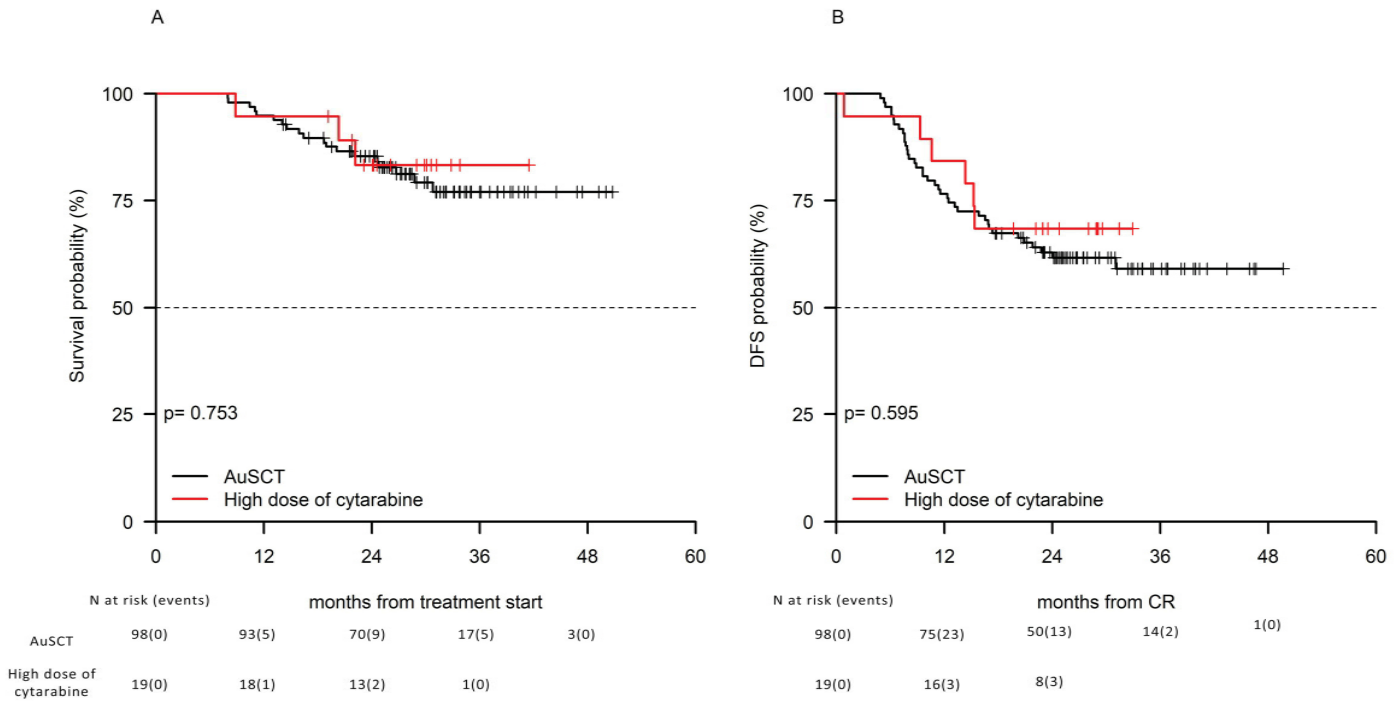 A
100
75
50
25
0
Survival probability (%)
p= 0.753
AuSCT
High dose of cytarabine
0 12 24 36 48 60
N at risk (events) months from treatment start
AuSCT 98(0) 93(5) 70(9) 17(5) 3(0)
High dose of
cytarabine 19(0) 18(1) 13(2) 1(0)
B
100
75
50
25
0
DFS probability (%)
p= 0.595
AuSCT
High dose of cytarabine
0 12 24 36 48 60
N at risk (events) months from CR
98(0) 75(23) 50(13) 14(2) 1(0)
19(0) 16(3) 8(3)